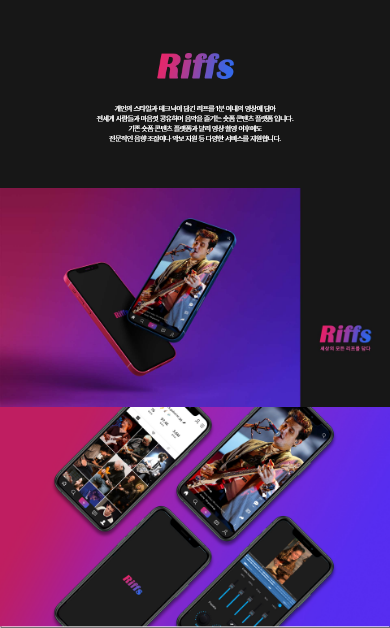 Riffs
개인의 스타일과 테크닉이 담긴 리프를 1분 이내의 영상에 담아
전세계 사람들과 마음껏 공유하며 음악을 즐기는 숏폼 콘텐츠 플랫폼 입니다.
기존 숏폼 콘텐츠 플랫폼과 달리 영상 촬영 이후에도
전문적인 음향 조절이나 악보 지원 등 다양한 서비스를 지원합니다.
Riffs
세상의 모든 리프를 담다
Riffs